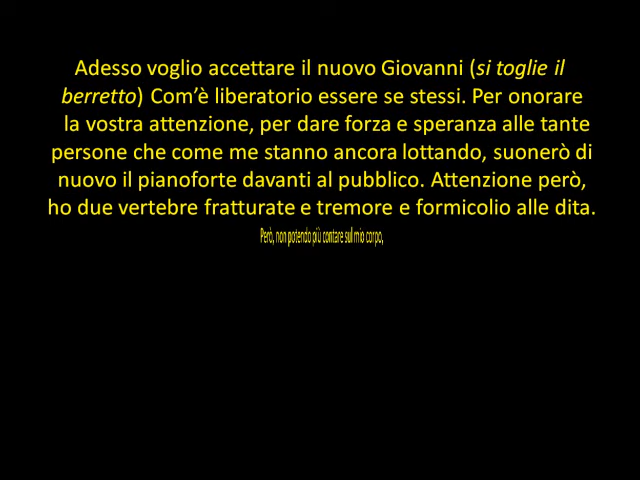 Adesso voglio accettare il nuovo Giovanni (si toglie il
berretto) Com’è liberatorio essere se stessi. Per onorare
la vostra attenzione, per dare forza e speranza alle tante
persone che come me stanno ancora lottando, suonerò di
nuovo il pianoforte davanti al pubblico. Attenzione però,
ho due vertebre fratturate e tremore e formicolio alle dita.
Però, non potendo più contare sul mio corpo,